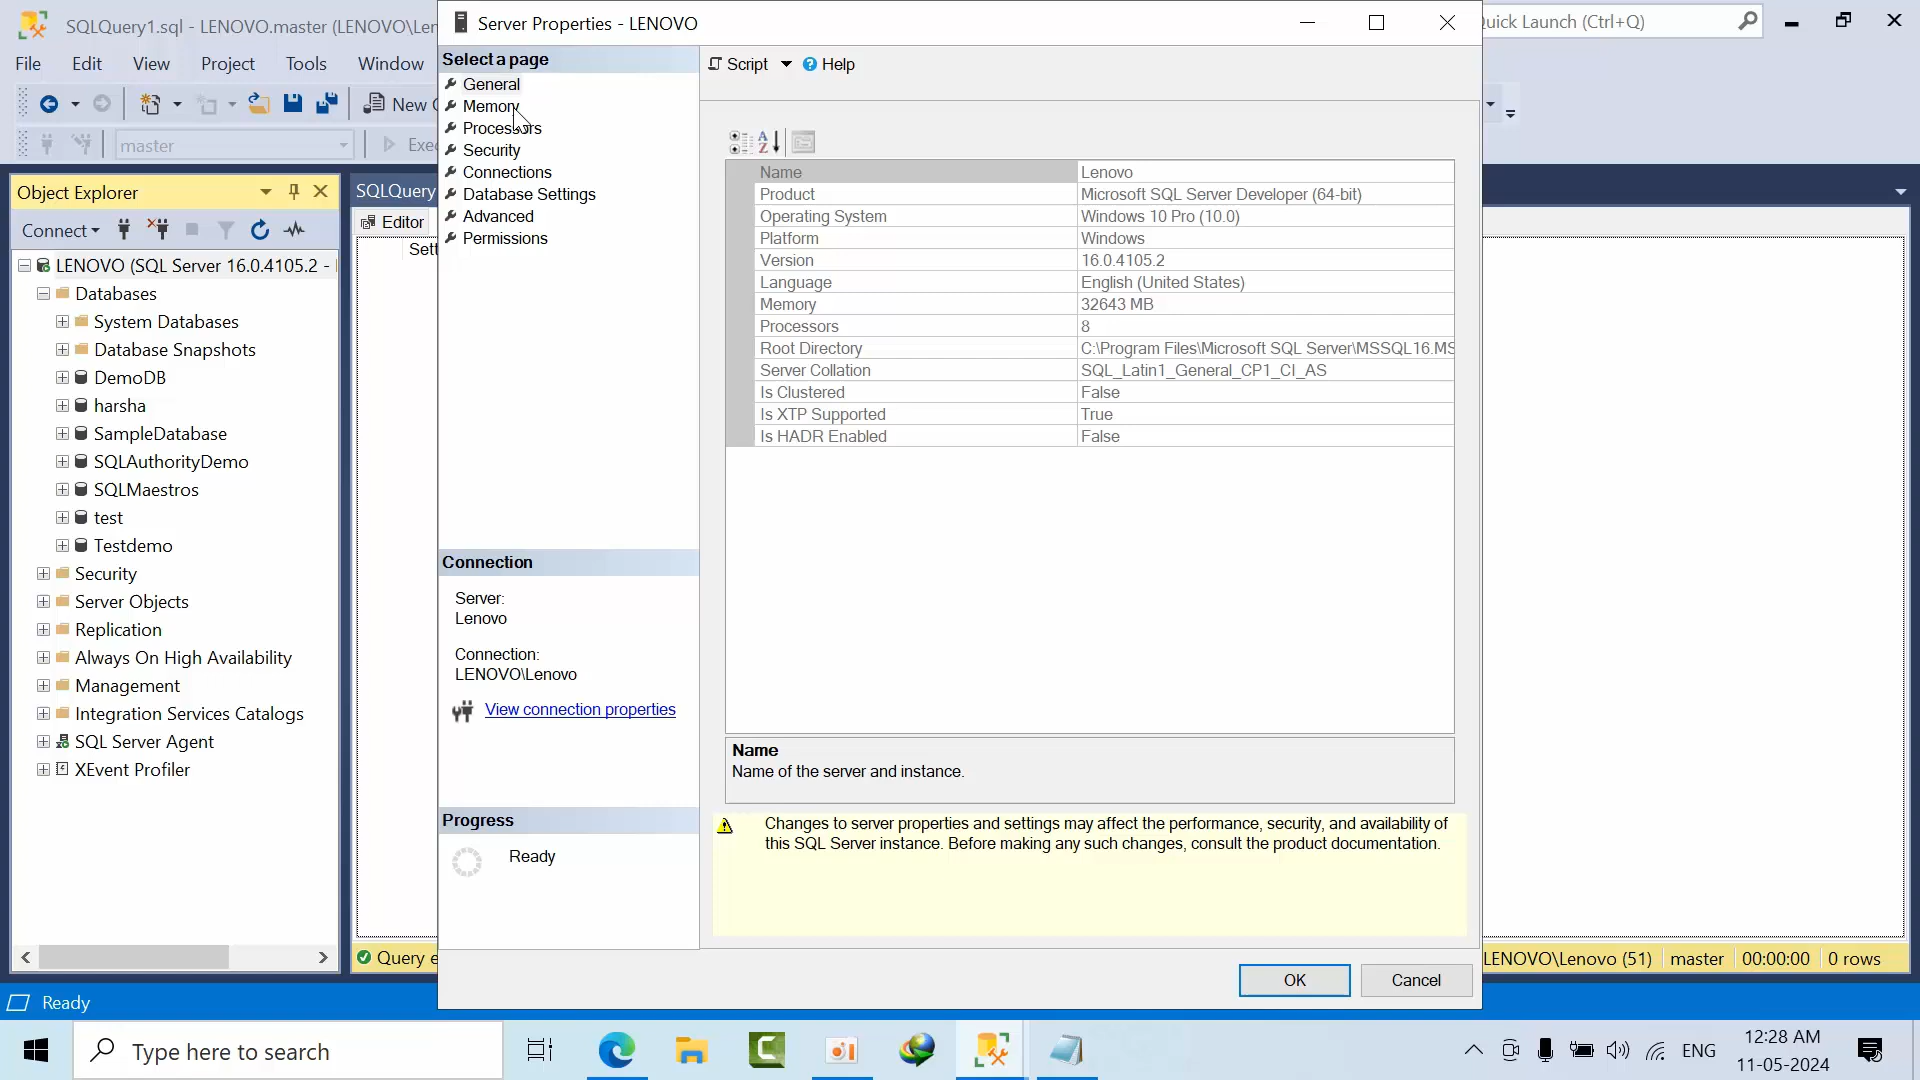 SQLQuery1.sql - LENOVO.master (LENOVO\Ler
Quick Launch (Ctrl+Q)
File Edit View Project Tools Window
New
master
Exec
Object Explorer
Connect
LENOVO (SQL Server 16.0.4105.2 -
Databases
System Databases
Database Snapshots
DemoDB
harsha
SampleDatabase
SQLAuthorityDemo
SQLMaestros
test
Testdemo
Security
Server Objects
Replication
Always On High Availability
Management
Integration Services Catalogs
SQL Server Agent
XEvent Profiler
SQLQuery
Editor
Sett
Query e
Server Properties - LENOVO
Select a page
General
Memory
Processors
Security
Connections
Database Settings
Advanced
Permissions
Connection
Server:
Lenovo
Connection:
LENOVO\Lenovo
View connection properties
Progress
Ready
Script Help
Name Lenovo
Product Microsoft SQL Server Developer (64-bit)
Operating System Windows 10 Pro (10.0)
Platform Windows
Version 16.0.4105.2
Language English (United States)
Memory 32643 MB
Processors 8
Root Directory C:\Program Files\Microsoft SQL Server\MSSQL16.MS
Server Collation SQL_Latin1_General_CP1_CI_AS
Is Clustered False
Is XTP Supported True
Is HADR Enabled False
Name
Name of the server and instance.
Changes to server properties and settings may affect the performance, security, and availability of
this SQL Server instance. Before making any such changes, consult the product documentation.
OK Cancel
LENOVO\Lenovo (51) master 00:00:00 0 rows
Ready
Type here to search
ENG
12:28 AM
11-05-2024